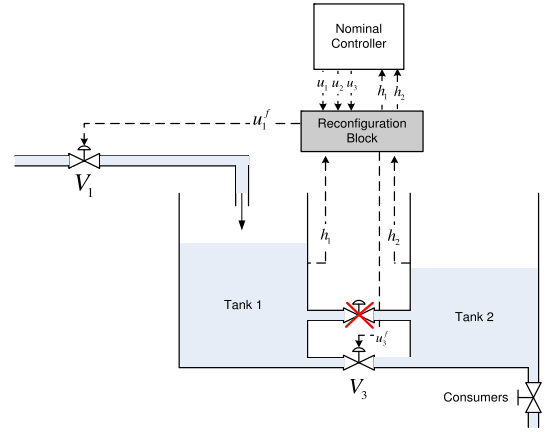 Nominal
Controller
u₁ u₂ u₃ h₁ h₂
u₁ᶠ
Reconfiguration
Block
V₁
h₁ h₂
Tank 1
Tank 2
u₃ᶠ
V₃
Consumers